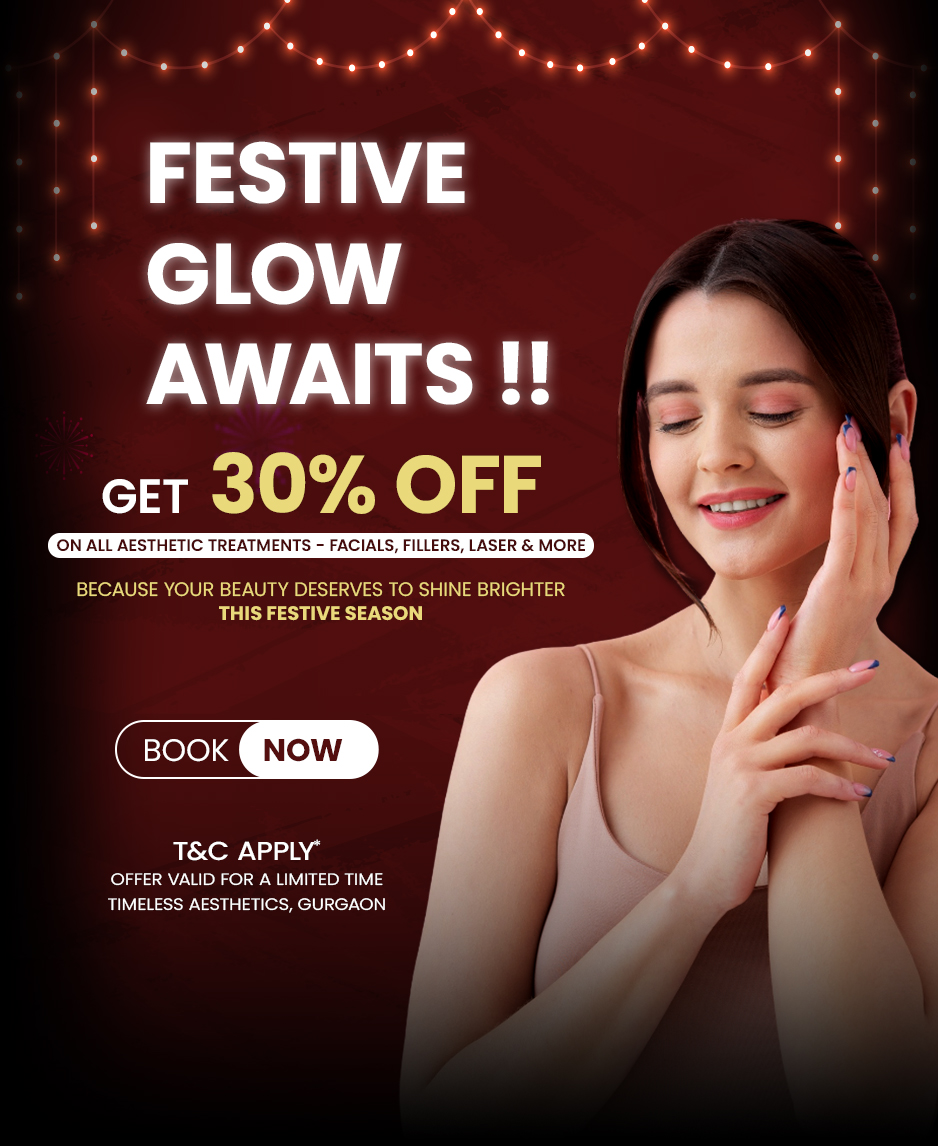 FESTIVE
GLOW
AWAITS !!
GET 30% OFF
ON ALL AESTHETIC TREATMENTS – FACIALS, FILLERS, LASER & MORE
BECAUSE YOUR BEAUTY DESERVES TO SHINE BRIGHTER
THIS FESTIVE SEASON
BOOK NOW
T&C APPLY*
OFFER VALID FOR A LIMITED TIME
TIMELESS AESTHETICS, GURGAON